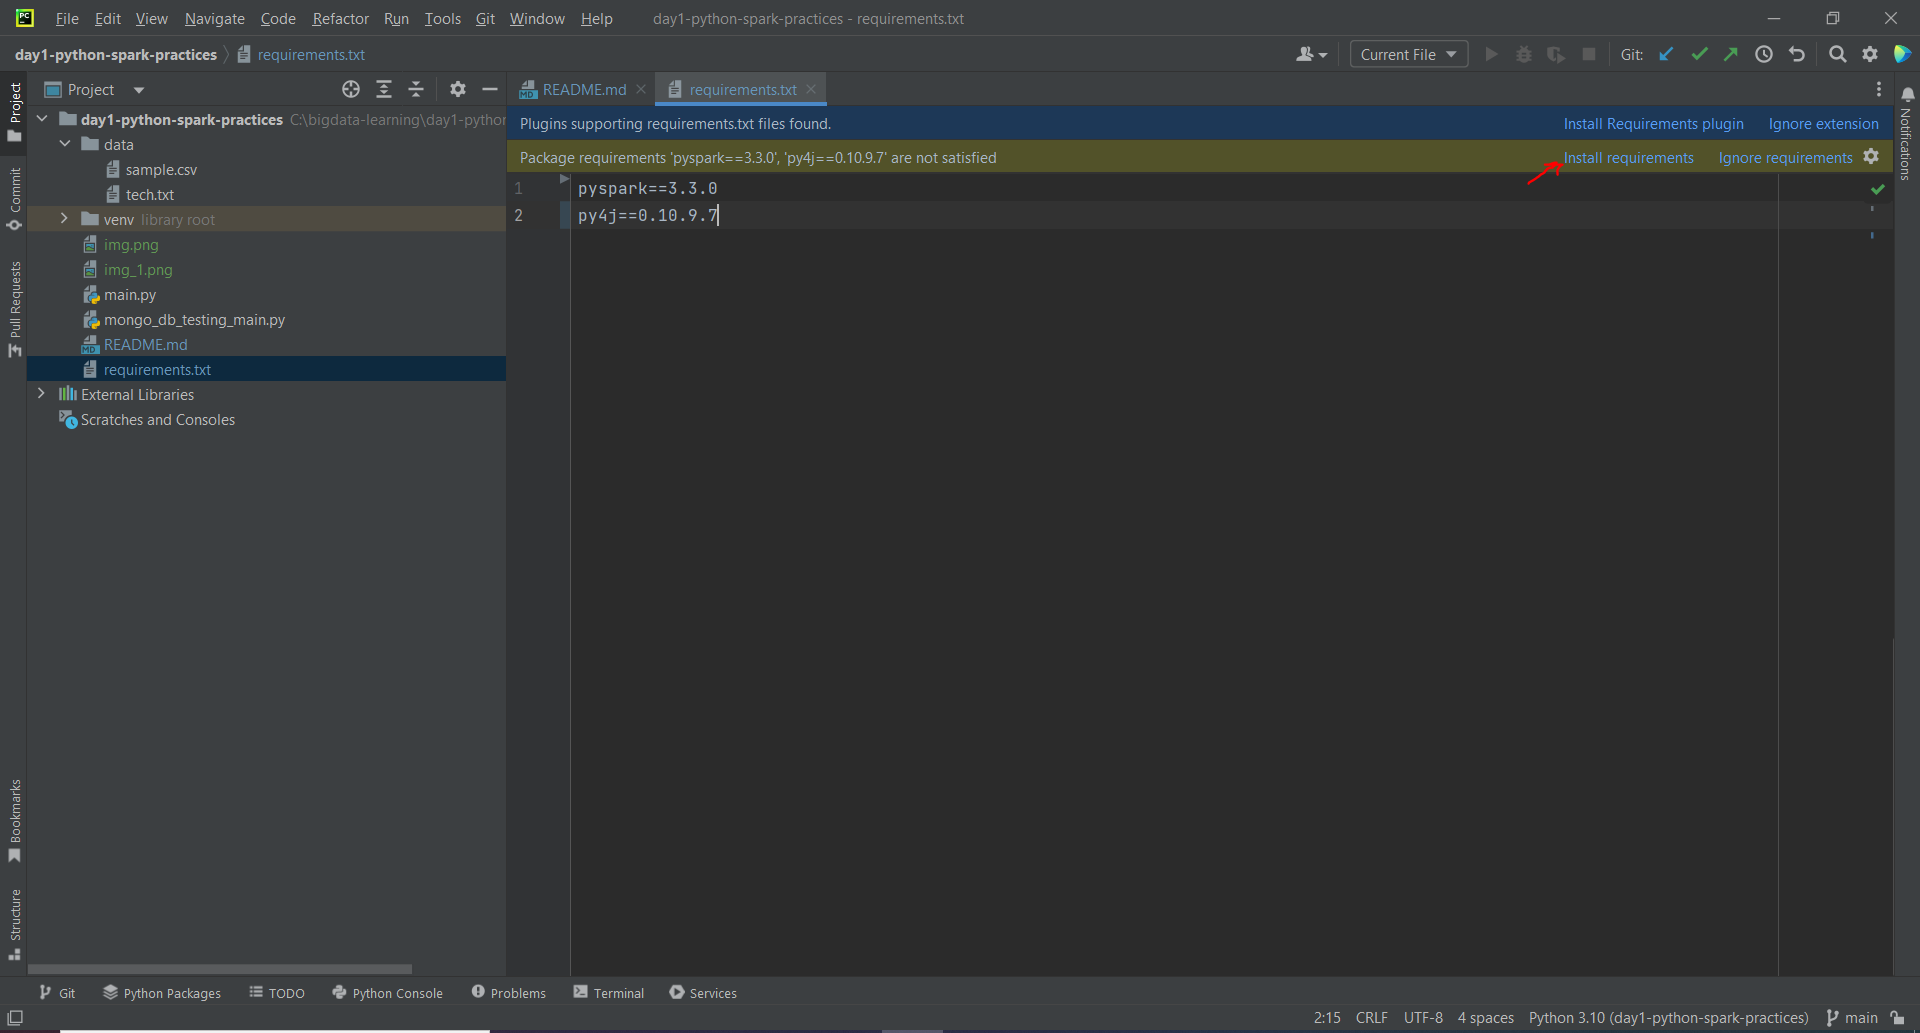 PC File Edit View Navigate Code Refactor Run Tools Git Window Help day1-python-spark-practices - requirements.txt
day1-python-spark-practices requirements.txt Current File Git:
Project README.md requirements.txt
Plugins supporting requirements.txt files found. Install Requirements plugin Ignore extension
Package requirements 'pyspark==3.3.0', 'py4j==0.10.9.7' are not satisfied Install requirements Ignore requirements
1 pyspark==3.3.0
2 py4j==0.10.9.7
day1-python-spark-practices C:\bigdata-learning\day1-python
data
sample.csv
tech.txt
venv library root
img.png
img_1.png
main.py
mongo_db_testing_main.py
MD README.md
requirements.txt
External Libraries
Scratches and Consoles
Project
Commit
Pull Requests
Bookmarks
Structure
Notifications
Git Python Packages TODO Python Console Problems Terminal Services
2:15 CRLF UTF-8 4 spaces Python 3.10 (day1-python-spark-practices) main